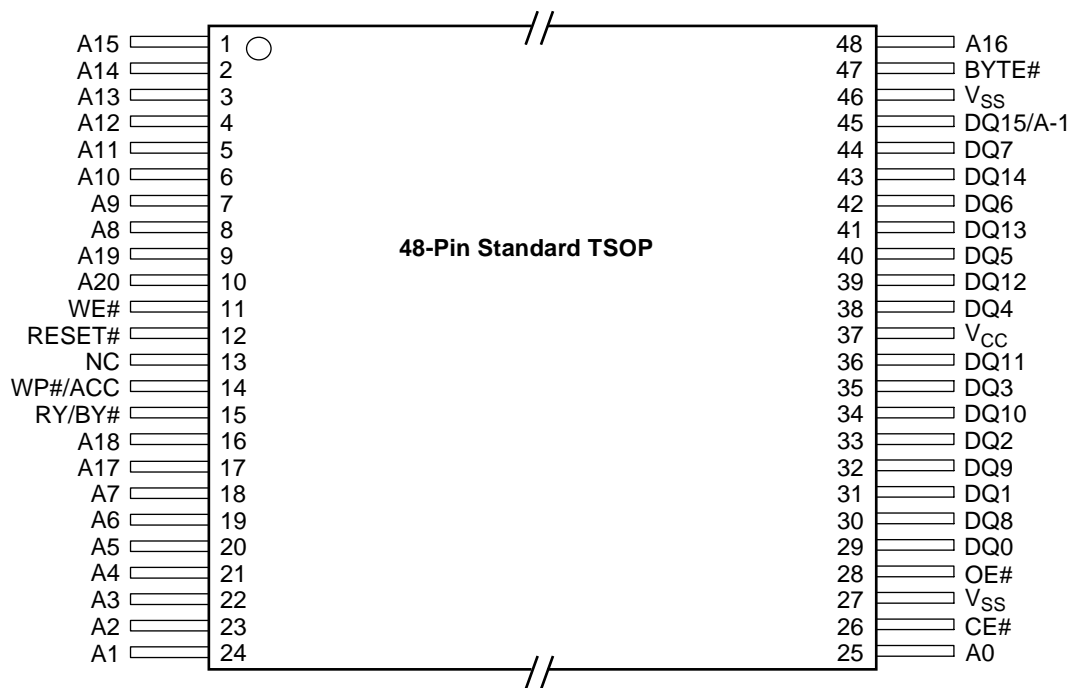 A15 1 48 A16
A14 2 47 BYTE#
A13 3 46 VSS
A12 4 45 DQ15/A-1
A11 5 44 DQ7
A10 6 43 DQ14
A9 7 42 DQ6
A8 8 41 DQ13
48-Pin Standard TSOP
A19 9 40 DQ5
A20 10 39 DQ12
WE# 11 38 DQ4
RESET# 12 37 VCC
NC 13 36 DQ11
WP#/ACC 14 35 DQ3
RY/BY# 15 34 DQ10
A18 16 33 DQ2
A17 17 32 DQ9
A7 18 31 DQ1
A6 19 30 DQ8
A5 20 29 DQ0
A4 21 28 OE#
A3 22 27 VSS
A2 23 26 CE#
A1 24 25 A0